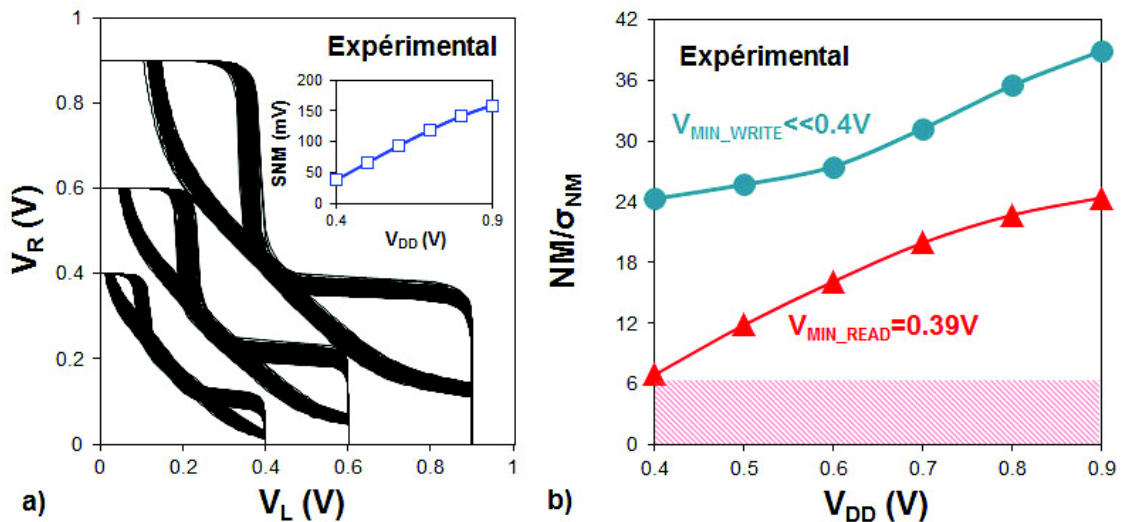 Expérimental
1
0.8
0.6
0.4
0.2
0
V_R (V)
0 0.2 0.4 0.6 0.8 1
V_L (V)
200
150
100
50
0
SNM (mV)
0.4 0.9
V_DD (V)
a)
Expérimental
42
36
30
24
18
12
6
0
NM/σ_NM
V_MIN_WRITE<<0.4V
V_MIN_READ=0.39V
0.4 0.5 0.6 0.7 0.8 0.9
V_DD (V)
b)